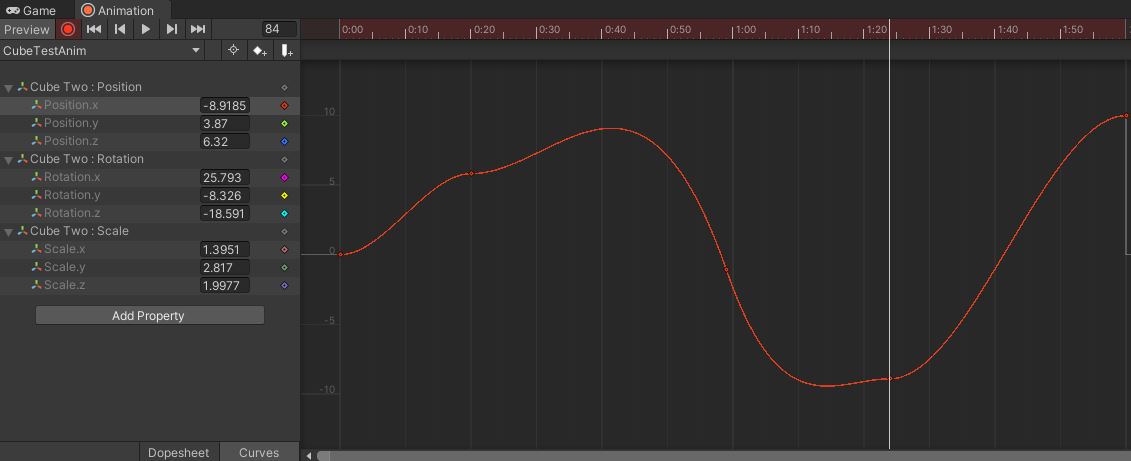 Game Animation
Preview 84 0:00 0:10 0:20 0:30 0:40 0:50 1:00 1:10 1:20 1:30 1:40 1:50
CubeTestAnim
Cube Two : Position
Position.x -8.9185
Position.y 3.87
Position.z 6.32
Cube Two : Rotation
Rotation.x 25.793
Rotation.y -8.326
Rotation.z -18.591
Cube Two : Scale
Scale.x 1.3951
Scale.y 2.817
Scale.z 1.9977
Add Property
10
5
0
-5
-10
Dopesheet Curves